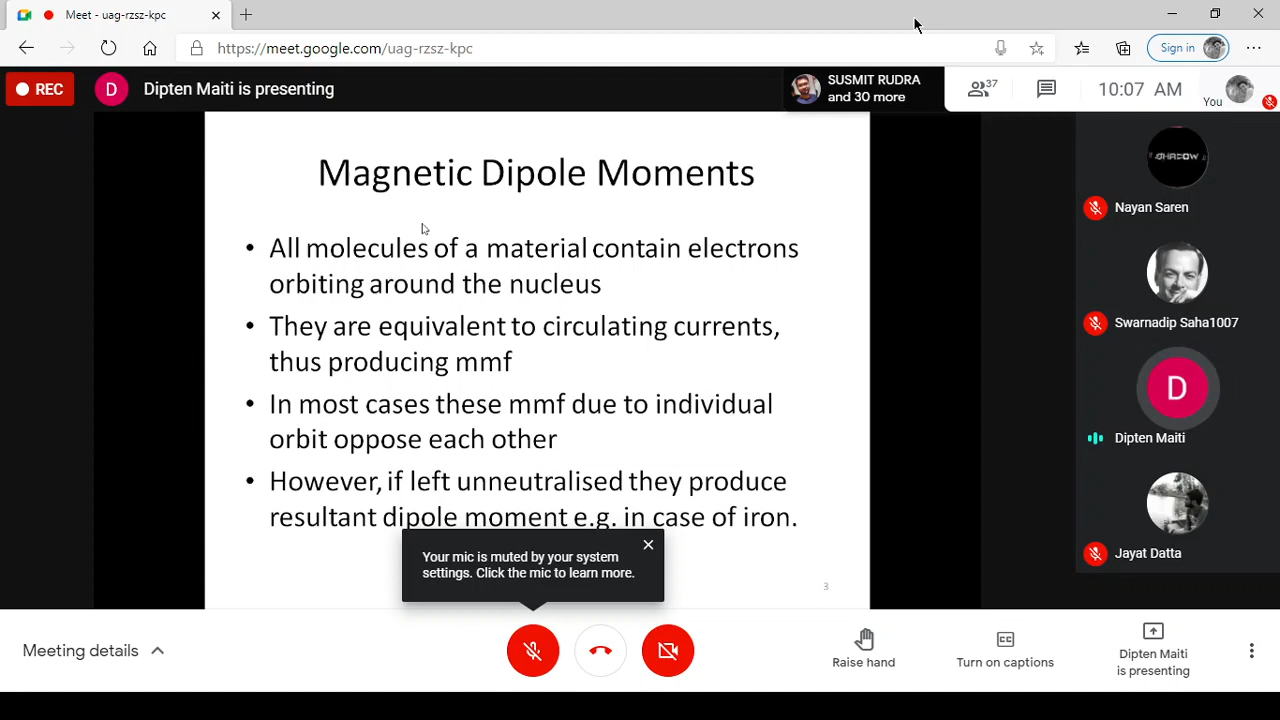 Meet - uag-rzsz-kpc
https://meet.google.com/uag-rzsz-kpc
Sign in
REC
D
Dipten Maiti is presenting
SUSMIT RUDRA
and 30 more
37
10:07 AM
You
Magnetic Dipole Moments
• All molecules of a material contain electrons
orbiting around the nucleus
• They are equivalent to circulating currents,
thus producing mmf
• In most cases these mmf due to individual
orbit oppose each other
• However, if left unneutralised they produce
resultant dipole moment e.g. in case of iron.
3
SHADOW
Nayan Saren
Swarnadip Saha1007
D
Dipten Maiti
Jayat Datta
Your mic is muted by your system
settings. Click the mic to learn more.
Meeting details
Raise hand
Turn on captions
Dipten Maiti
is presenting